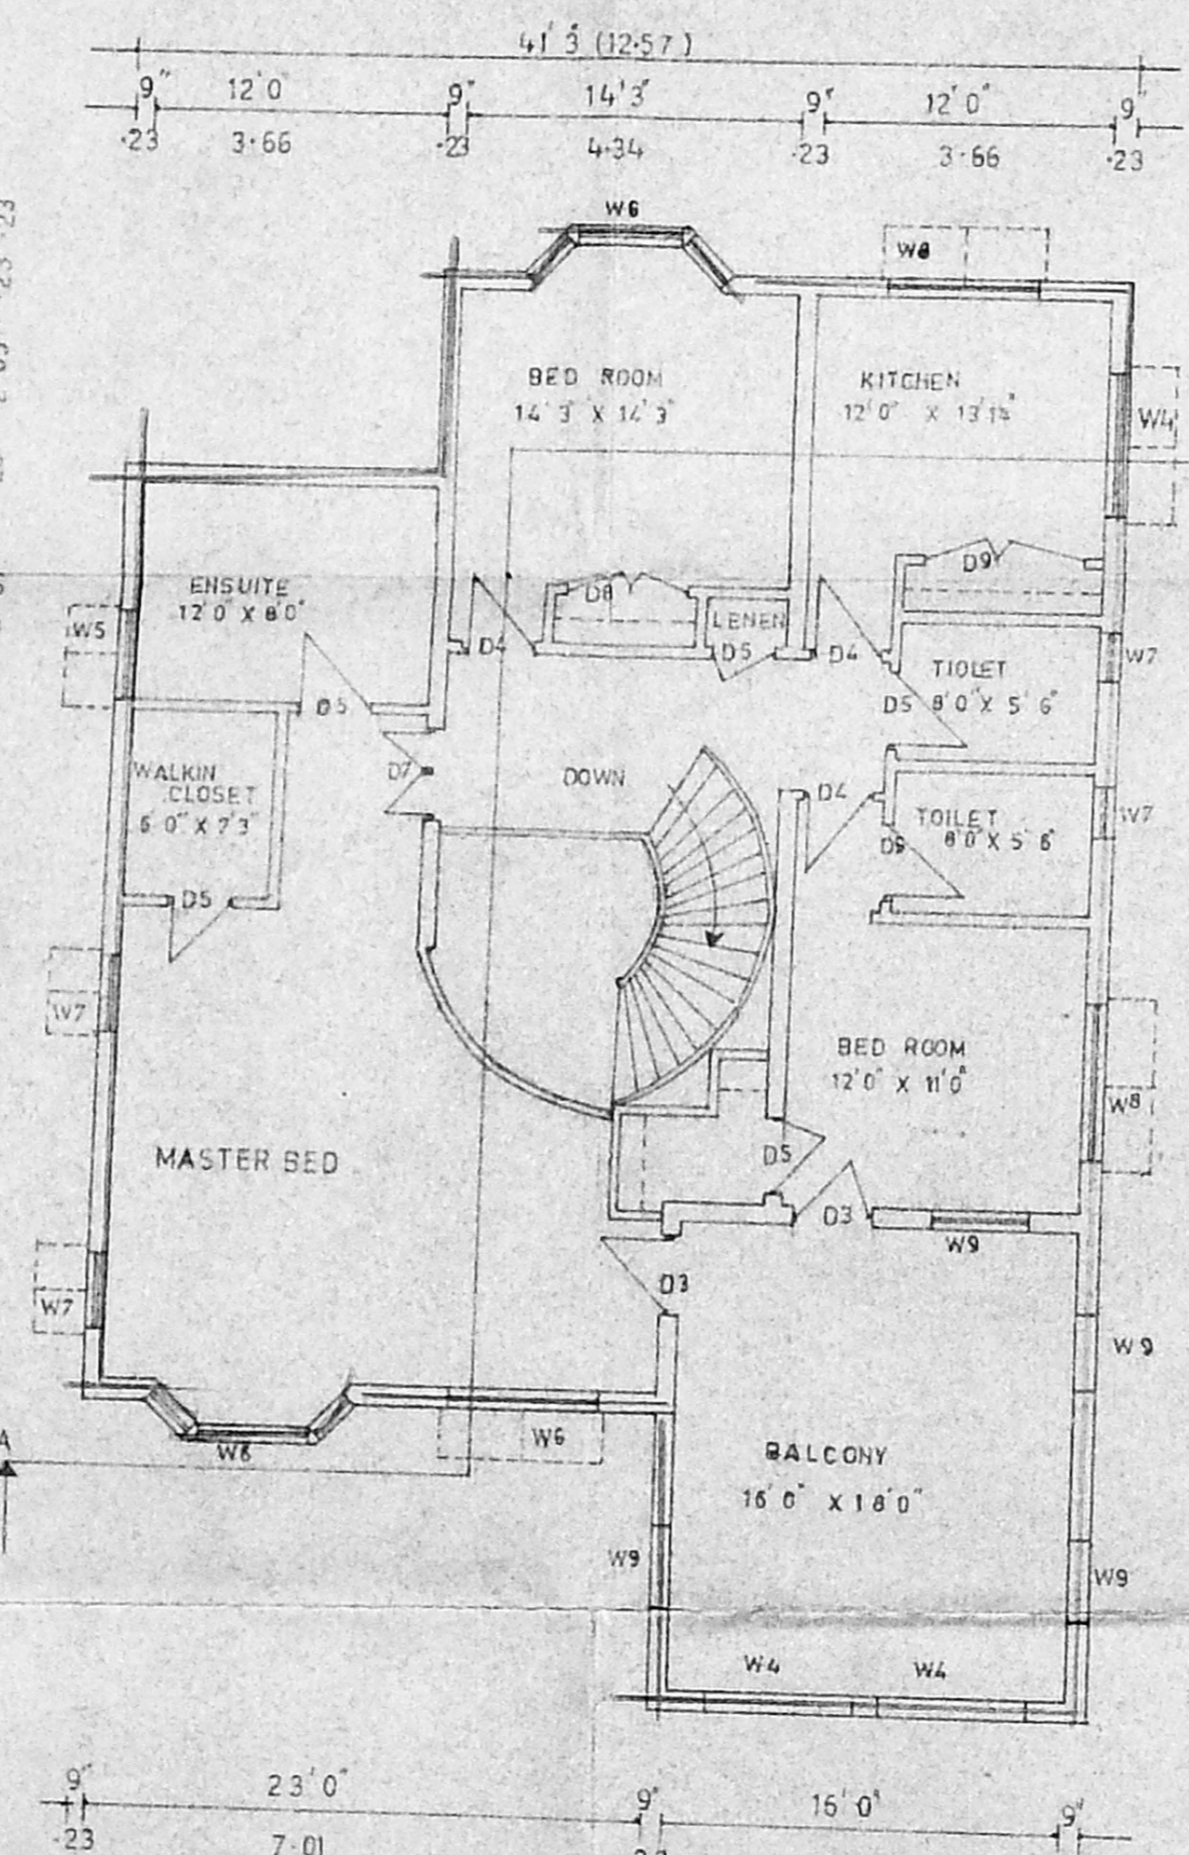 41' 3" (12·57)
9" 12'0" 9" 14'3" 9" 12'0" 9"
·23 3·66 ·23 4·34 ·23 3·66 ·23
W6
W8
BED ROOM
14' 3" X 14' 3"
KITCHEN
12'0" X 13'1½"
W4
ENSUITE
12'0" X 8'0"
W5
D8
D9
LENEN
D4
D5
D4
TIOLET
8'0" X 5' 6"
W7
D5
D5
WALKIN
CLOSET
6'0" X 7'3"
D7
DOWN
D4
TOILET
8'0" X 5' 6"
W7
D5
W7
BED ROOM
12'0" X 11'0"
W8
MASTER BED
D5
D3
W9
D3
W7
W9
W6
W6
A
BALCONY
16'0" X 18'0"
W9
W9
W4 W4
9" 23'0" 9" 16'0" 9"
·23 7·01